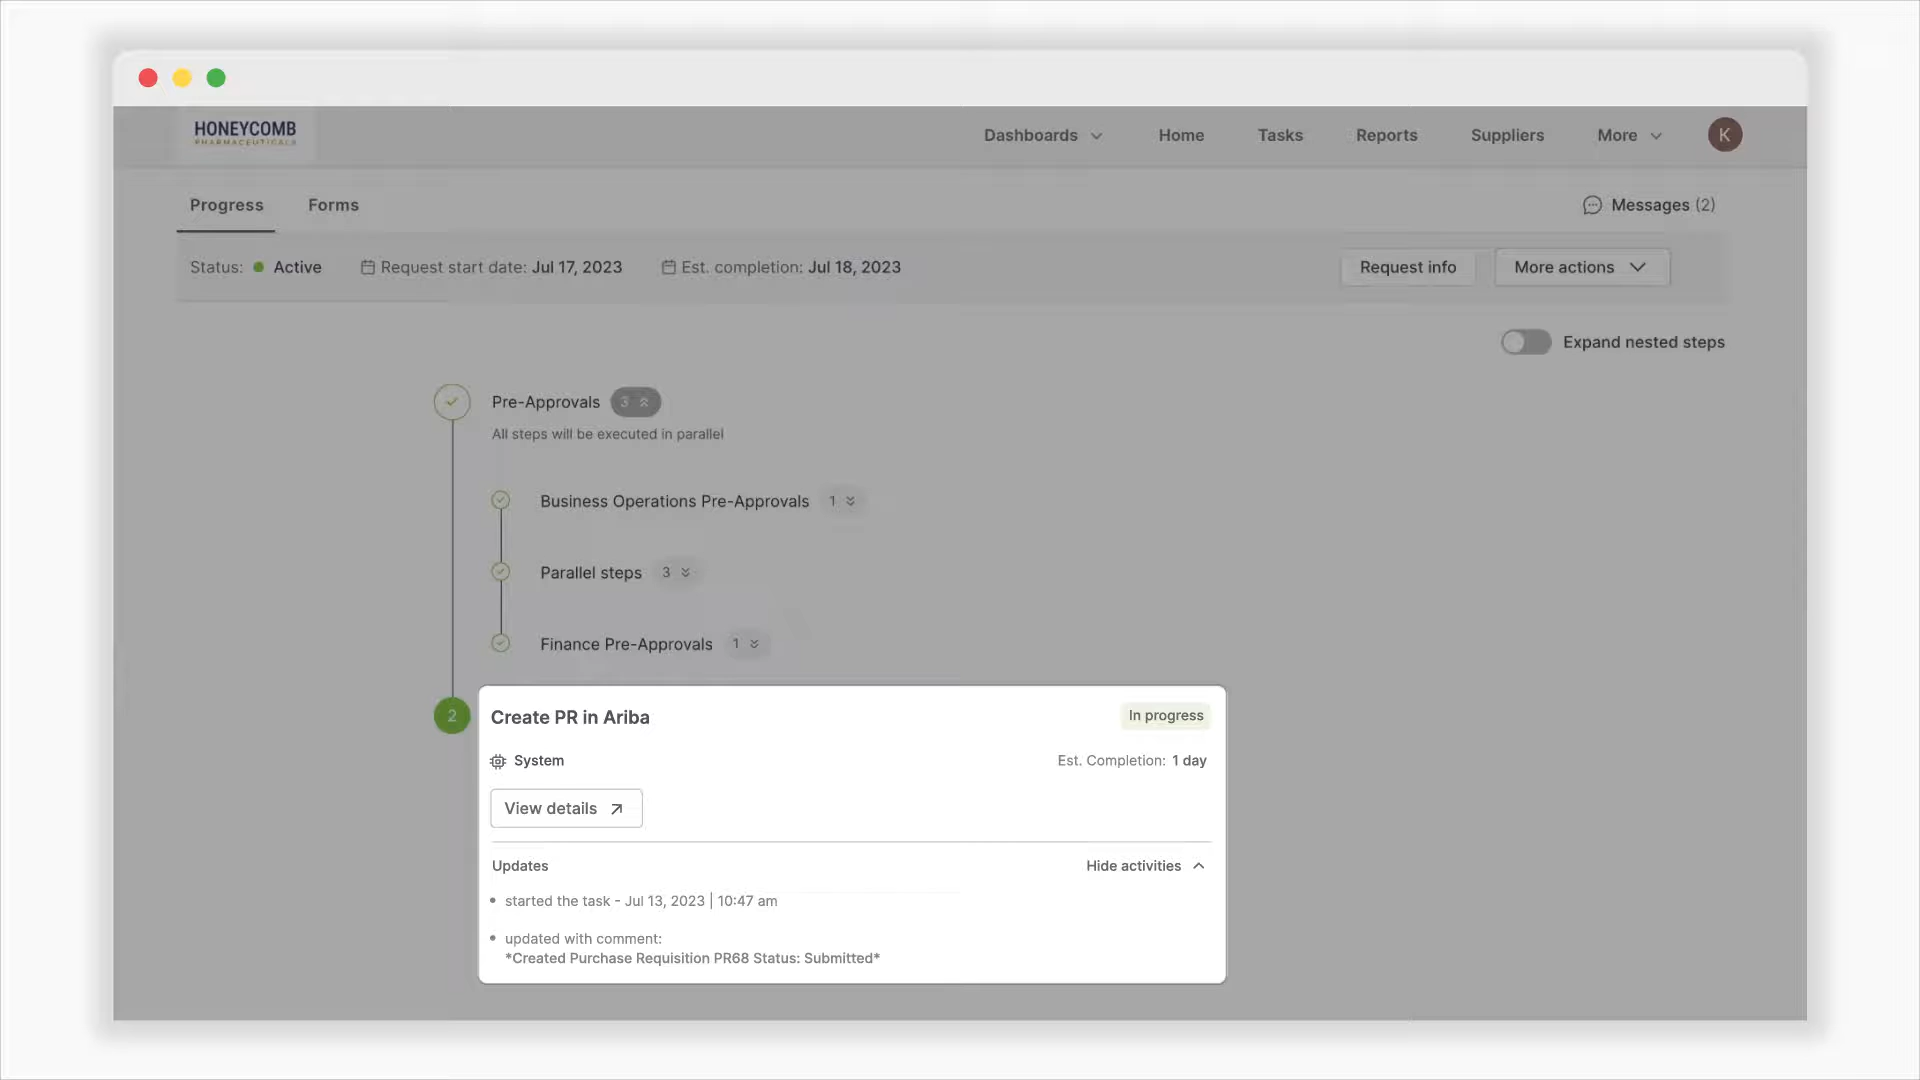 HONEYCOMB
PHARMACEUTICALS
Dashboards
Home
Tasks
Reports
Suppliers
More
K
Progress
Forms
Messages (2)
Status: Active
Request start date: Jul 17, 2023
Est. completion: Jul 18, 2023
Request info
More actions
Expand nested steps
Pre-Approvals 3
All steps will be executed in parallel
Business Operations Pre-Approvals 1
Parallel steps 3
Finance Pre-Approvals 1
2
Create PR in Ariba
In progress
System
Est. Completion: 1 day
View details
Updates
Hide activities
• started the task - Jul 13, 2023 | 10:47 am
• updated with comment:
*Created Purchase Requisition PR68 Status: Submitted*